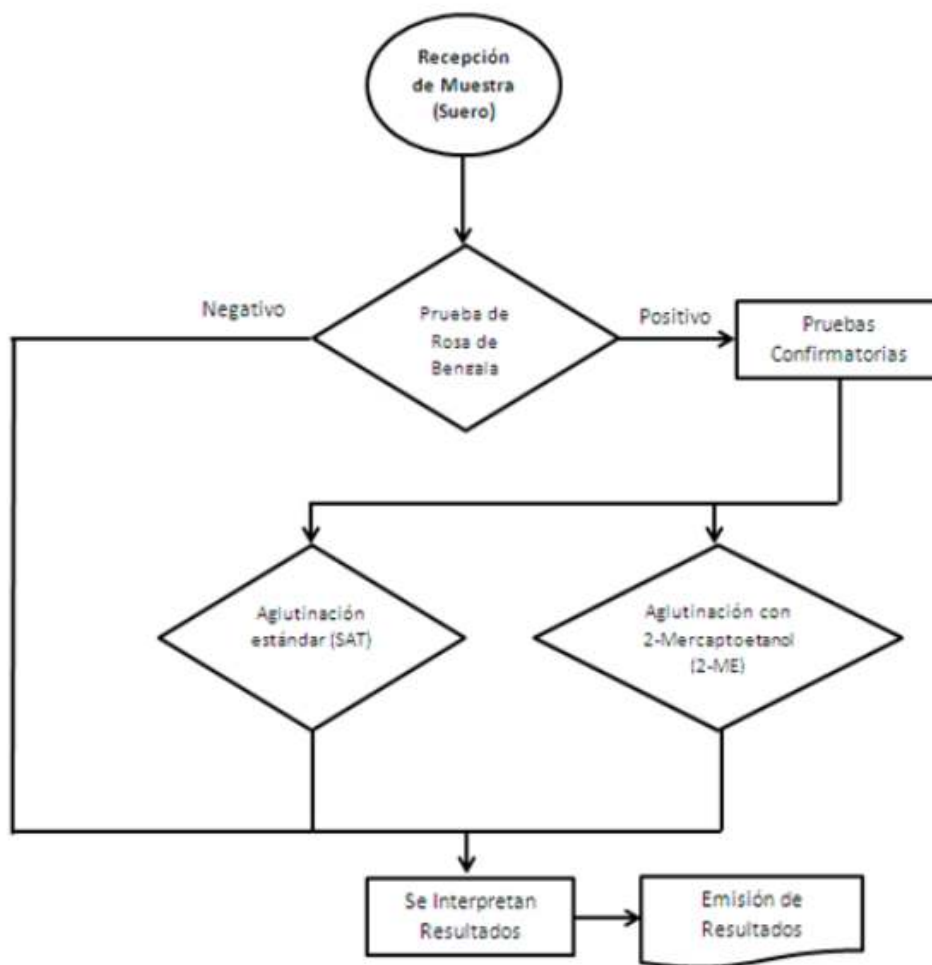 Recepción
de Muestra
(Suero)
Negativo
Prueba de
Rosa de
Bengala
Positivo
Pruebas
Confirmatorias
Aglutinación
estándar (SAT)
Aglutinación con
2-Mercaptoetanol
(2-ME)
Se Interpretan
Resultados
Emisión de
Resultados